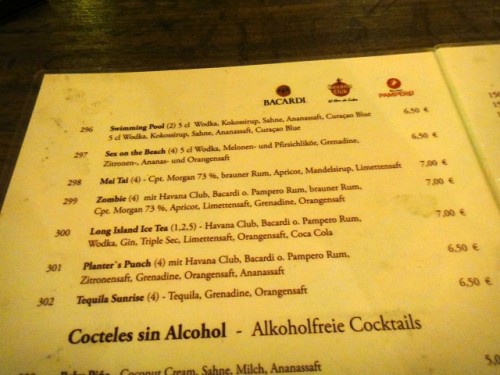 BACARDI
Havana Club
El Ron de Cuba
PAMPERO
296 Swimming Pool (2) 5 cl Wodka, Kokossirup, Sahne, Ananassaft, Curaçao Blue
5 cl Wodka, Kokossirup, Sahne, Ananassaft, Curaçao Blue 6,50 €
297 Sex on the Beach (4) 5 cl Wodka, Melonen- und Pfirsichlikör, Grenadine,
Zitronen-, Ananas- und Orangensaft 6,50 €
298 Mai Tai (4) - Cpt. Morgan 73 %, brauner Rum, Apricot, Mandelsirup, Limettensaft 7,00 €
299 Zombie (4) mit Havana Club, Bacardi o. Pampero Rum, brauner Rum,
Cpt. Morgan 73 %, Apricot, Limettensaft, Grenadine, Orangensaft 7,00 €
300 Long Island Ice Tea (1,2,5) - Havana Club, Bacardi o. Pampero Rum,
Wodka, Gin, Triple Sec, Limettensaft, Orangensaft, Coca Cola 7,00 €
301 Planter's Punch (4) mit Havana Club, Bacardi o. Pampero Rum,
Zitronensaft, Grenadine, Orangensaft, Ananassaft 6,50 €
302 Tequila Sunrise (4) - Tequila, Grenadine, Orangensaft 6,50 €
Cocteles sin Alcohol - Alkoholfreie Cocktails
Coconut Cream, Sahne, Milch, Ananassaft